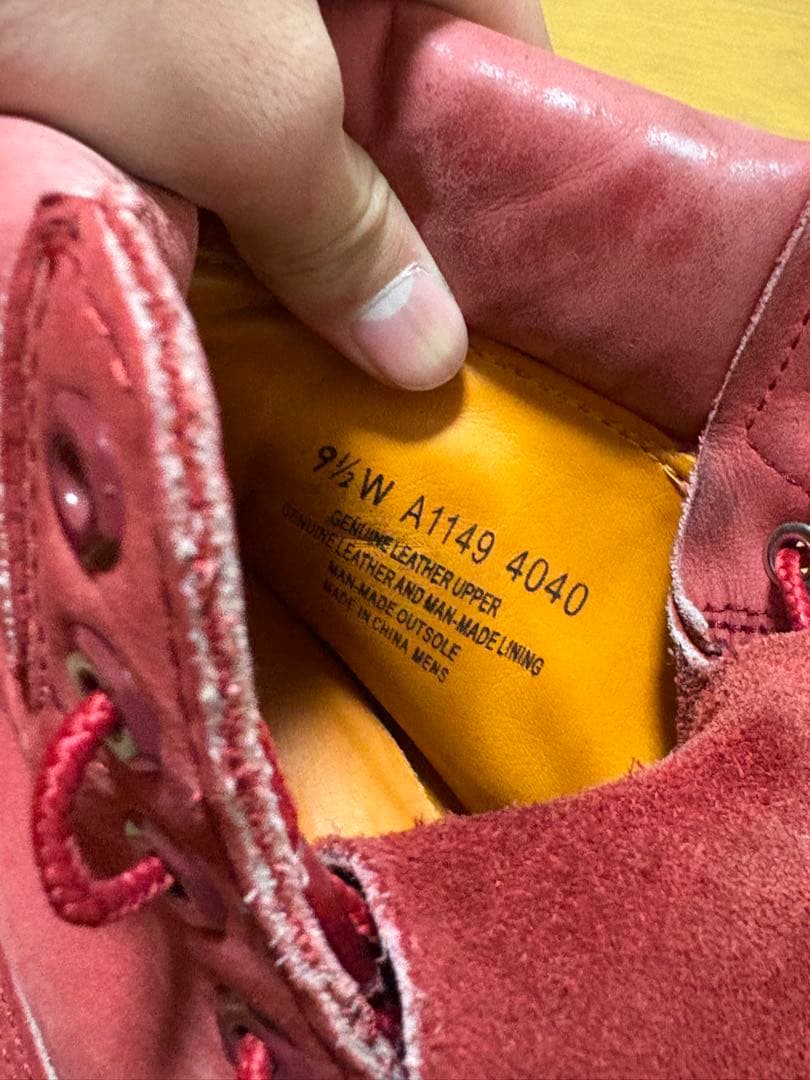 9½ W A1149 4040
GENUINE LEATHER UPPER
GENUINE LEATHER AND MAN-MADE LINING
MAN-MADE OUTSOLE
MADE IN CHINA MENS